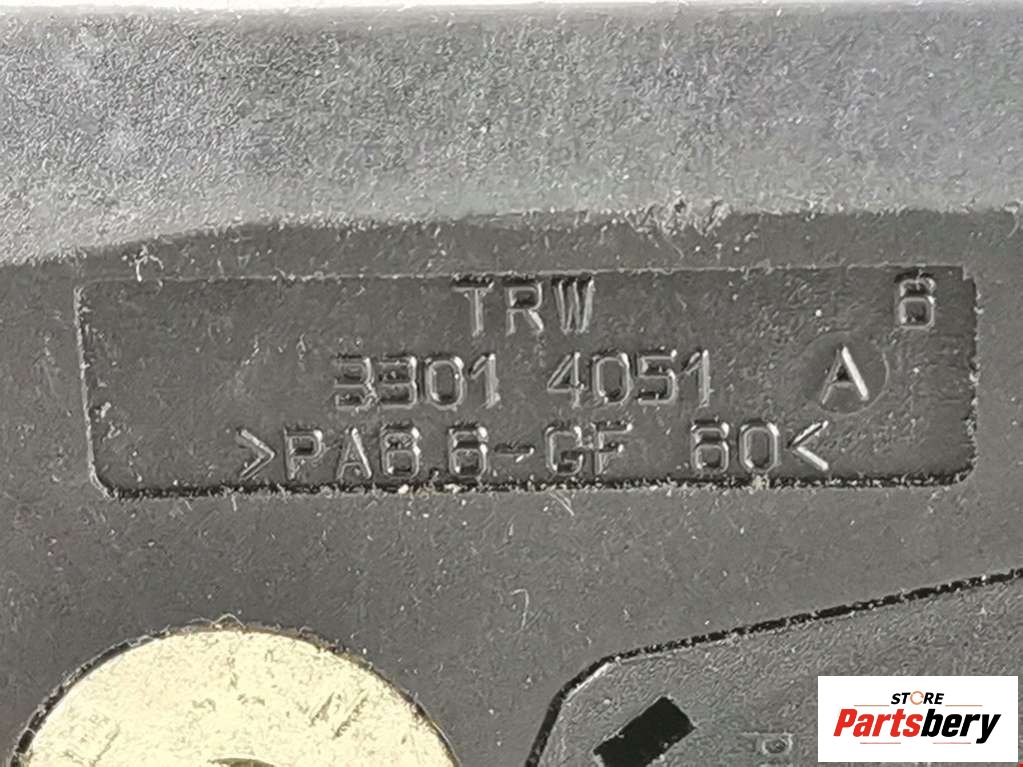 TRW 6
3301 4051 A
>PA6.6-GF 60<
STORE
Partsbery